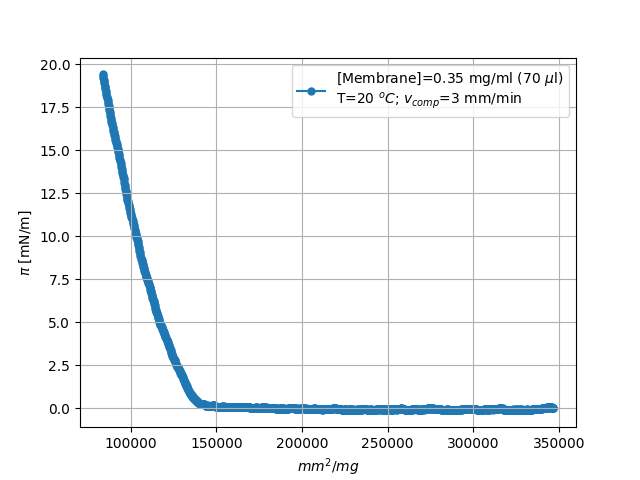 [Membrane]=0.35 mg/ml (70 μl)
T=20 °C; v_comp=3 mm/min
20.0
17.5
15.0
12.5
10.0
7.5
5.0
2.5
0.0
π [mN/m]
100000 150000 200000 250000 300000 350000
mm²/mg